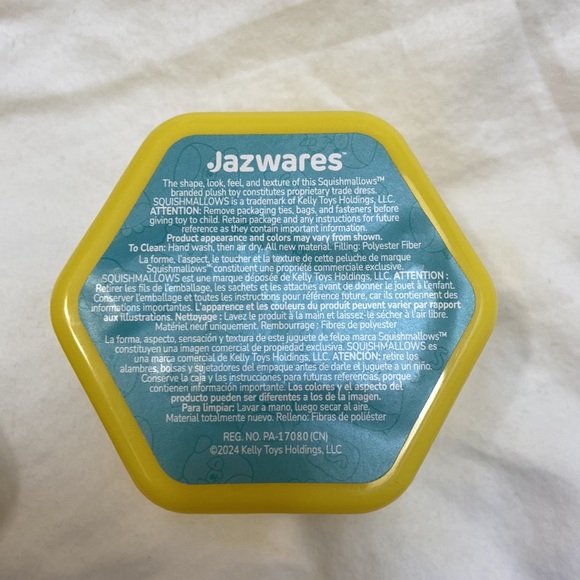 Jazwares™
The shape, look, feel, and texture of this Squishmallows™
branded plush toy constitutes proprietary trade dress.
SQUISHMALLOWS is a trademark of Kelly Toys Holdings, LLC.
ATTENTION: Remove packaging ties, bags, and fasteners before
giving toy to child. Retain package and any instructions for future
reference as they contain important information.
Product appearance and colors may vary from shown.
To Clean: Hand wash, then air dry. All new material. Filling: Polyester Fiber
La forme, l'aspect, le toucher et la texture de cette peluche de marque
Squishmallows™ constituent une propriété commerciale exclusive.
SQUISHMALLOWS est une marque déposée de Kelly Toys Holdings, LLC. ATTENTION :
Retirer les fils de l'emballage, les sachets et les attaches avant de donner le jouet à l'enfant.
Conserver l'emballage et toutes les instructions pour référence future, car ils contiennent des
informations importantes. L'apparence et les couleurs du produit peuvent varier par rapport
aux illustrations. Nettoyage : Lavez le produit à la main et laissez-le sécher à l'air libre.
Matériel neuf uniquement. Rembourrage : Fibres de polyester
La forma, aspecto, sensación y textura de este juguete de felpa marca Squishmallows™
constituyen una imagen comercial de propiedad exclusiva. SQUISHMALLOWS es
una marca comercial de Kelly Toys Holdings, LLC. ATENCIÓN: retire los
alambres, bolsas y sujetadores del empaque antes de darle el juguete a un niño.
Conserve la caja y las instrucciones para futuras referencias, porque
contienen información importante. Los colores y el aspecto del
producto pueden ser diferentes a los de la imagen.
Para limpiar: Lavar a mano, luego secar al aire.
Material totalmente nuevo. Relleno: Fibras de poliéster
REG. NO. PA-17080 (CN)
©2024 Kelly Toys Holdings, LLC